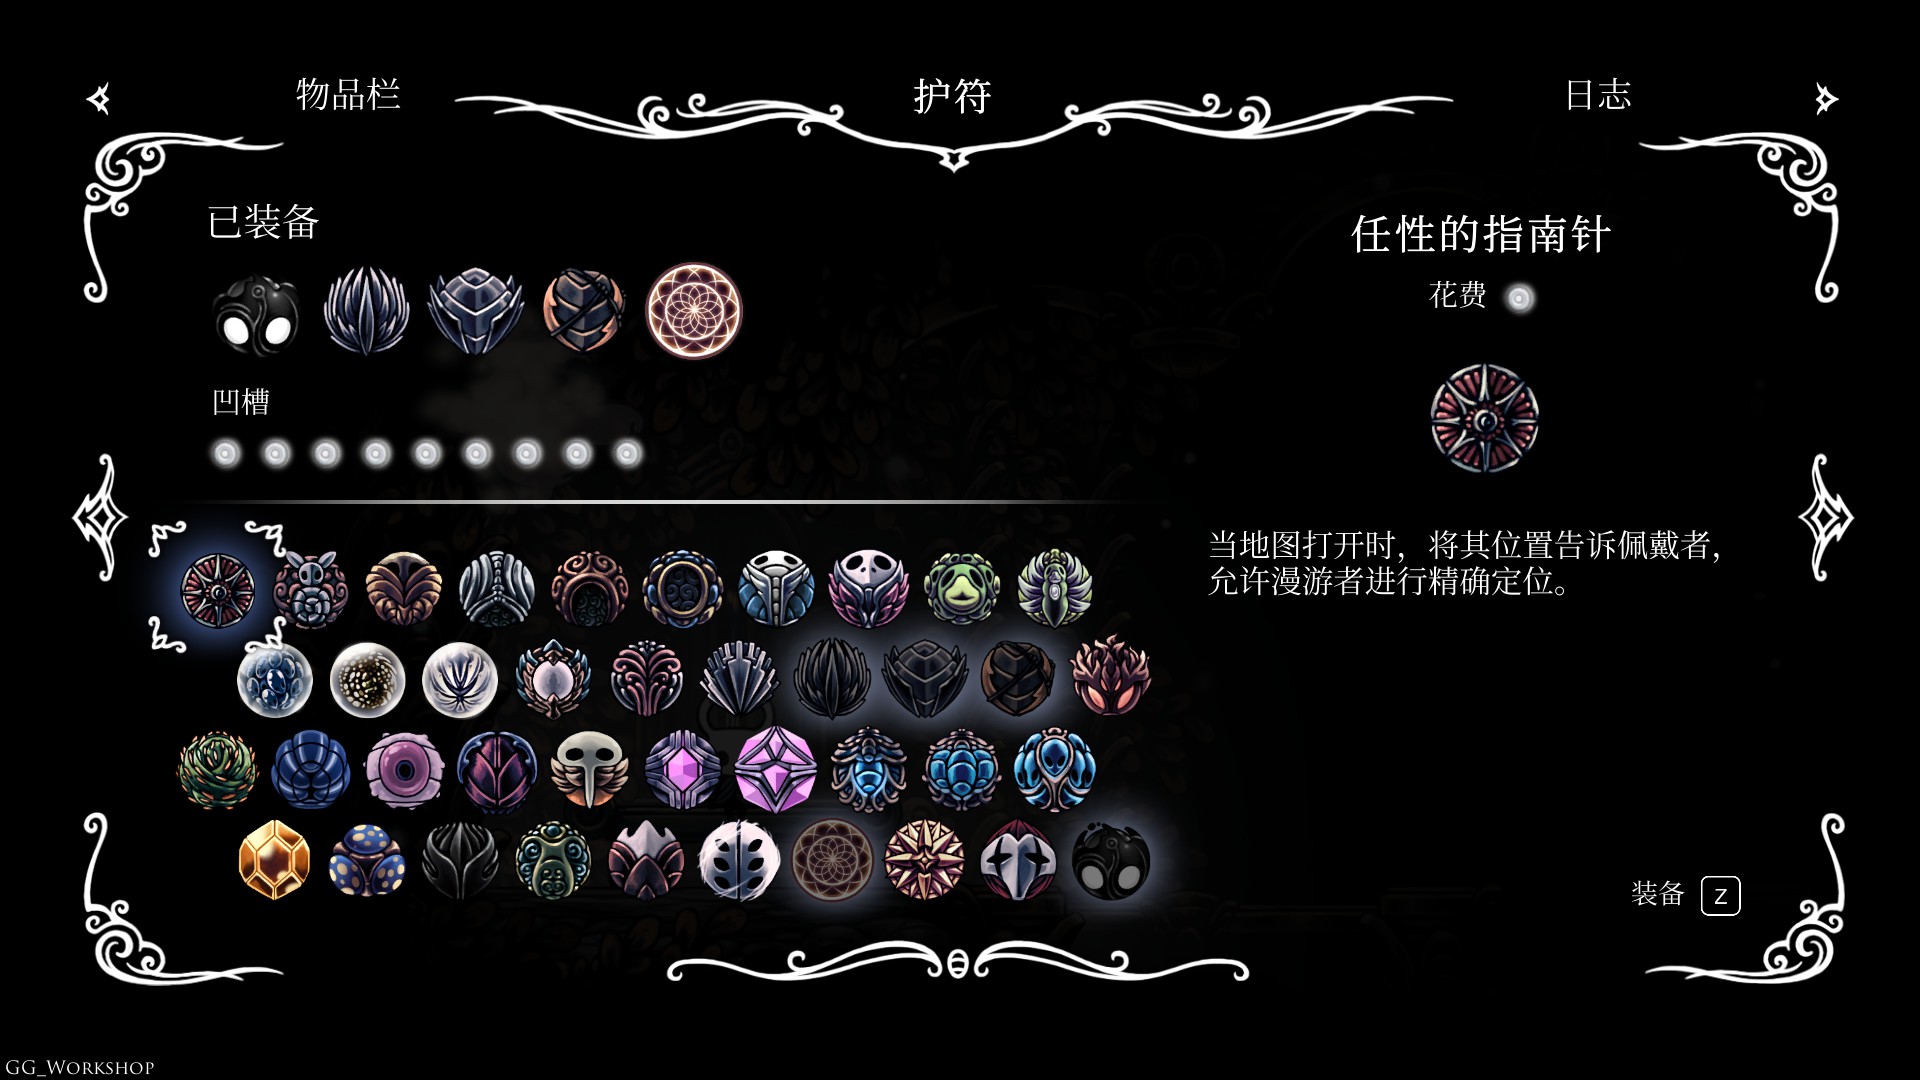 物品栏
护符
日志
已装备
凹槽
任性的指南针
花费
当地图打开时，将其位置告诉佩戴者，
允许漫游者进行精确定位。
装备 Z
GG_WORKSHOP